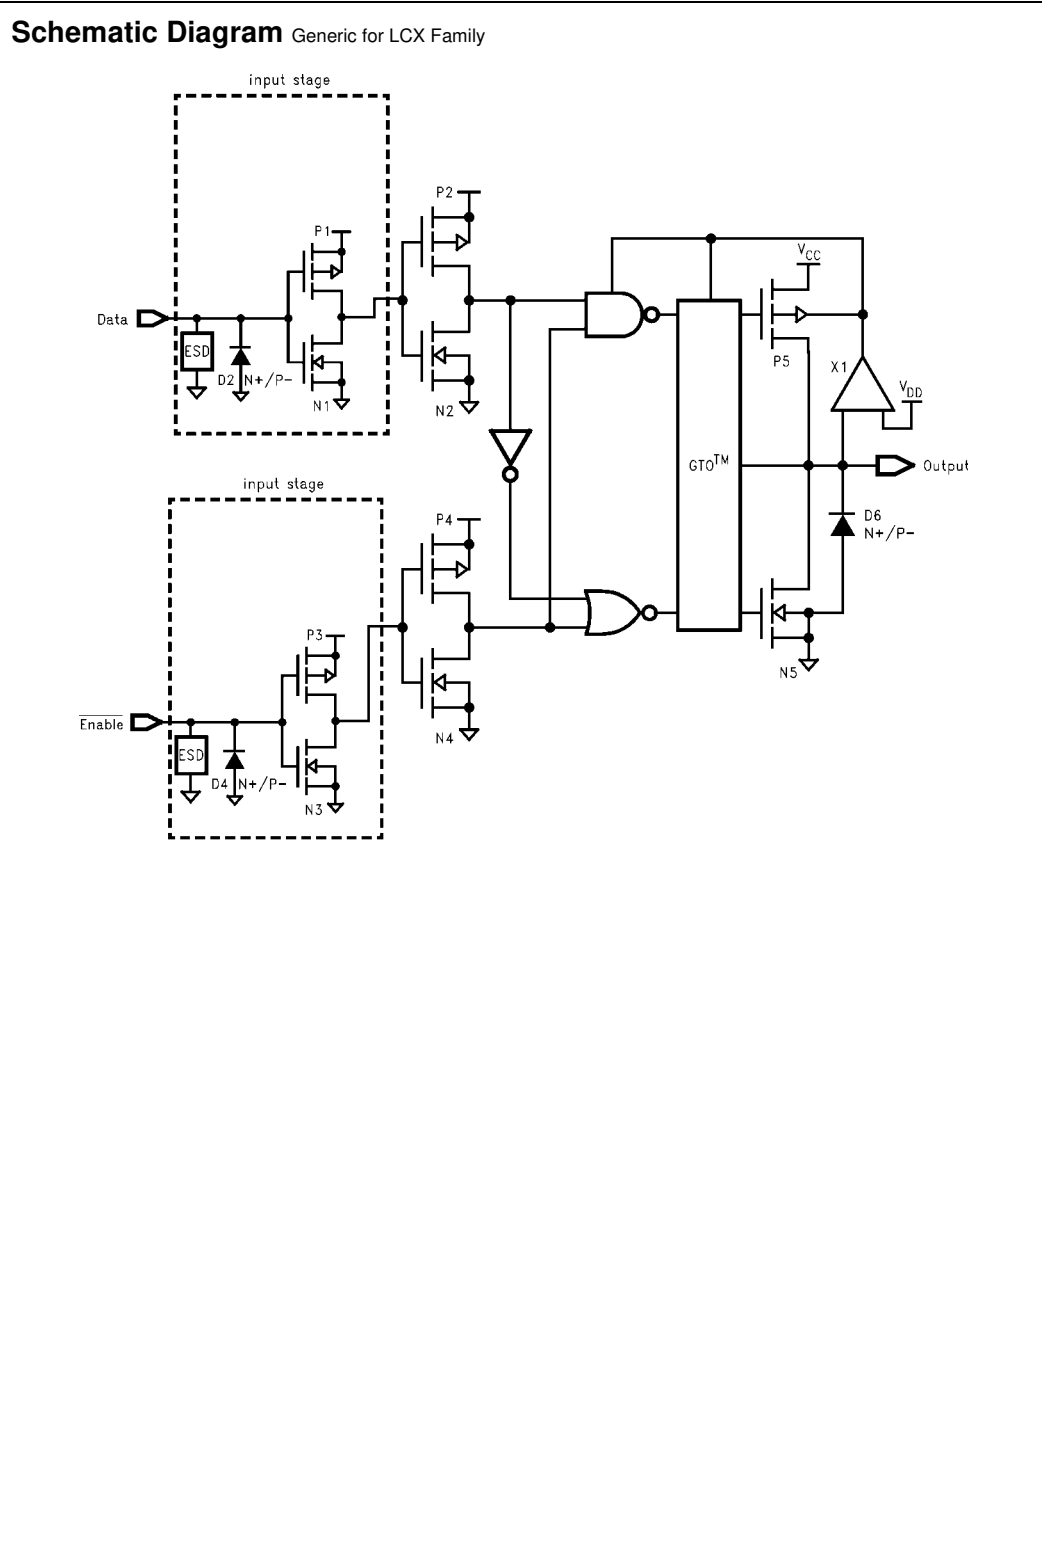 Schematic Diagram Generic for LCX Family
input stage
P2
P1
VCC
Data
ESD
D2 N+/P-
N1
N2
P5
X1
VDD
GTO™
Output
input stage
P4
D6
N+/P-
P3
N5
Enable
ESD
D4 N+/P-
N3
N4